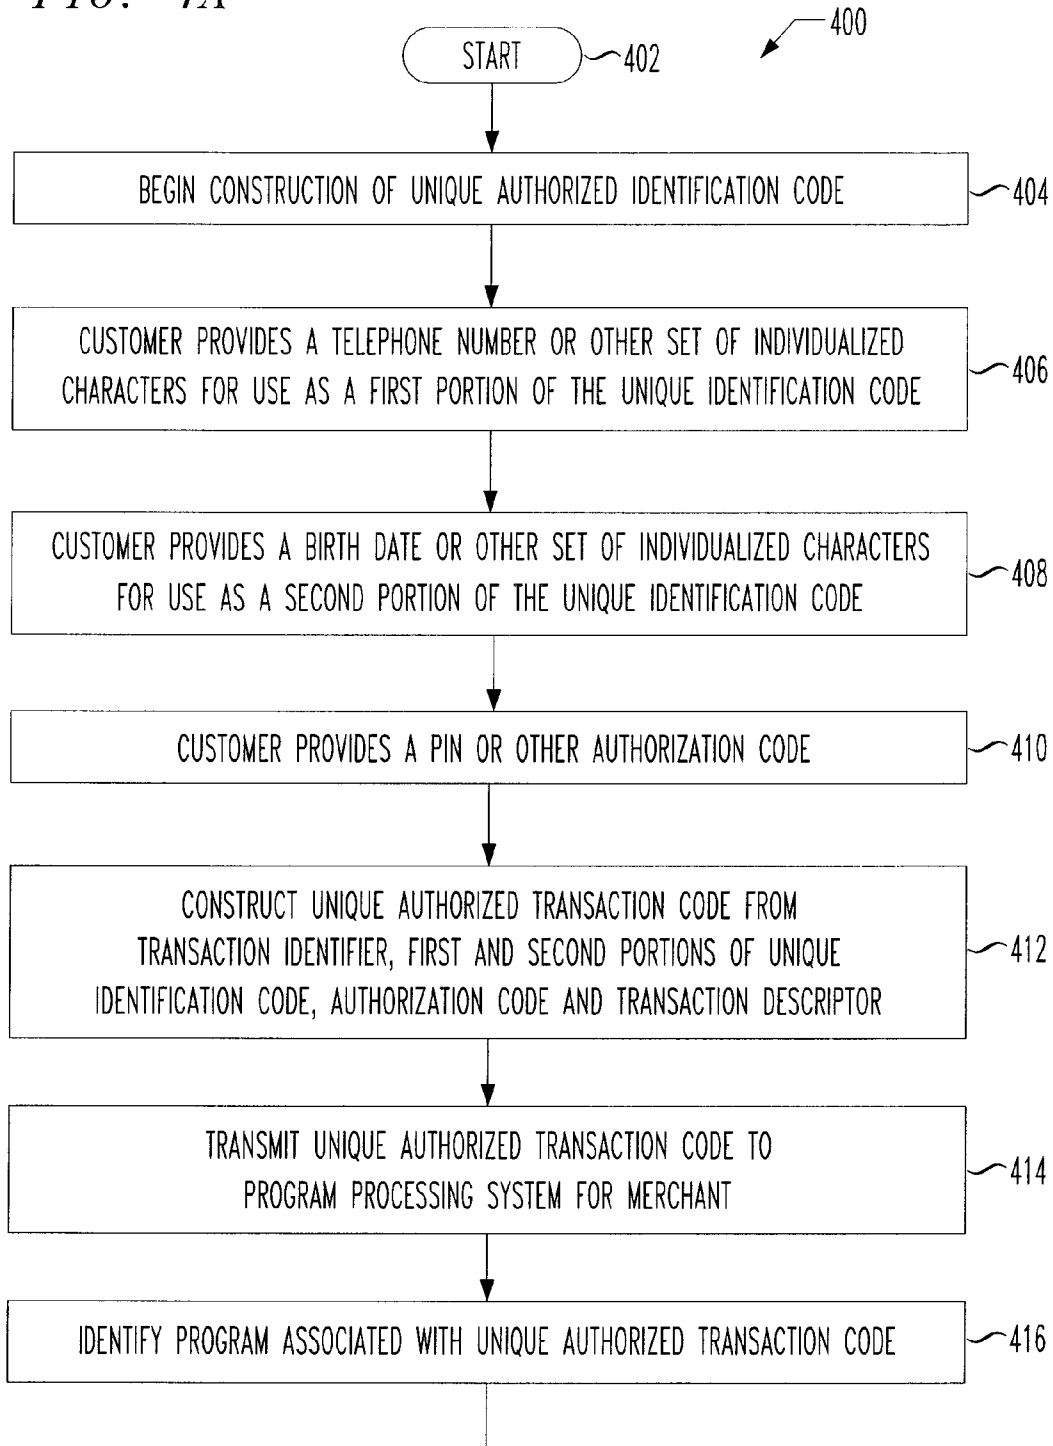 FIG. 4A
400
START 402
BEGIN CONSTRUCTION OF UNIQUE AUTHORIZED IDENTIFICATION CODE 404
CUSTOMER PROVIDES A TELEPHONE NUMBER OR OTHER SET OF INDIVIDUALIZED
CHARACTERS FOR USE AS A FIRST PORTION OF THE UNIQUE IDENTIFICATION CODE
406
CUSTOMER PROVIDES A BIRTH DATE OR OTHER SET OF INDIVIDUALIZED CHARACTERS
FOR USE AS A SECOND PORTION OF THE UNIQUE IDENTIFICATION CODE
408
CUSTOMER PROVIDES A PIN OR OTHER AUTHORIZATION CODE 410
CONSTRUCT UNIQUE AUTHORIZED TRANSACTION CODE FROM
TRANSACTION IDENTIFIER, FIRST AND SECOND PORTIONS OF UNIQUE
IDENTIFICATION CODE, AUTHORIZATION CODE AND TRANSACTION DESCRIPTOR
412
TRANSMIT UNIQUE AUTHORIZED TRANSACTION CODE TO
PROGRAM PROCESSING SYSTEM FOR MERCHANT
414
IDENTIFY PROGRAM ASSOCIATED WITH UNIQUE AUTHORIZED TRANSACTION CODE 416